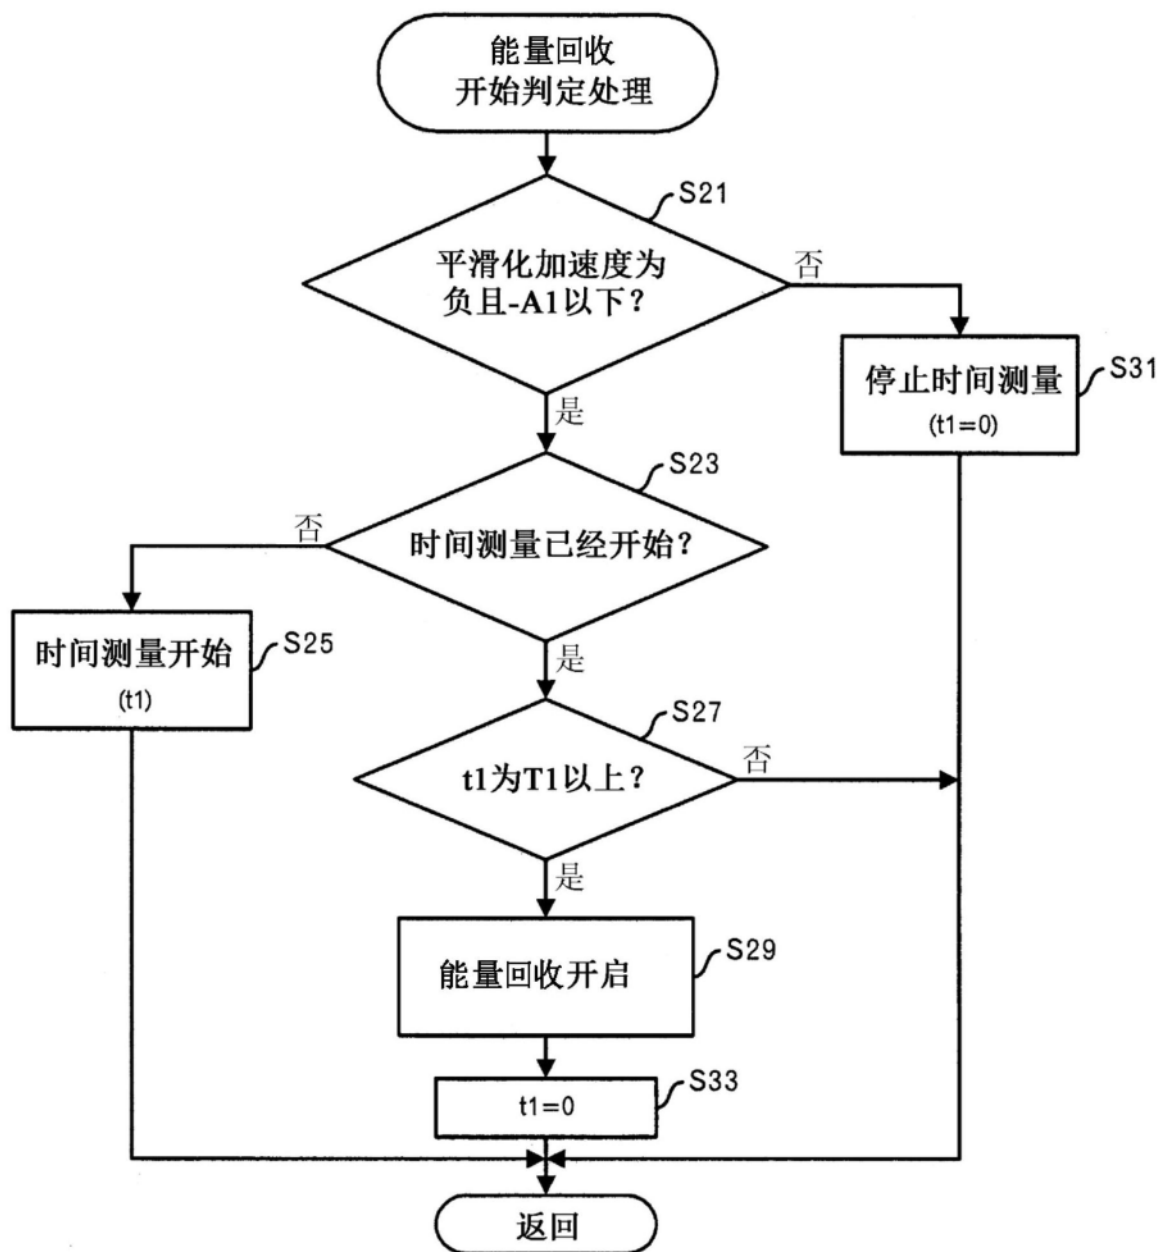 能量回收
开始判定处理
S21
平滑化加速度为
负且-A1以下?
否
S31
停止时间测量
(t1=0)
是
S23
否
时间测量已经开始?
S25
时间测量开始
(t1)
是
S27
否
t1为T1以上?
是
S29
能量回收开启
S33
t1=0
返回